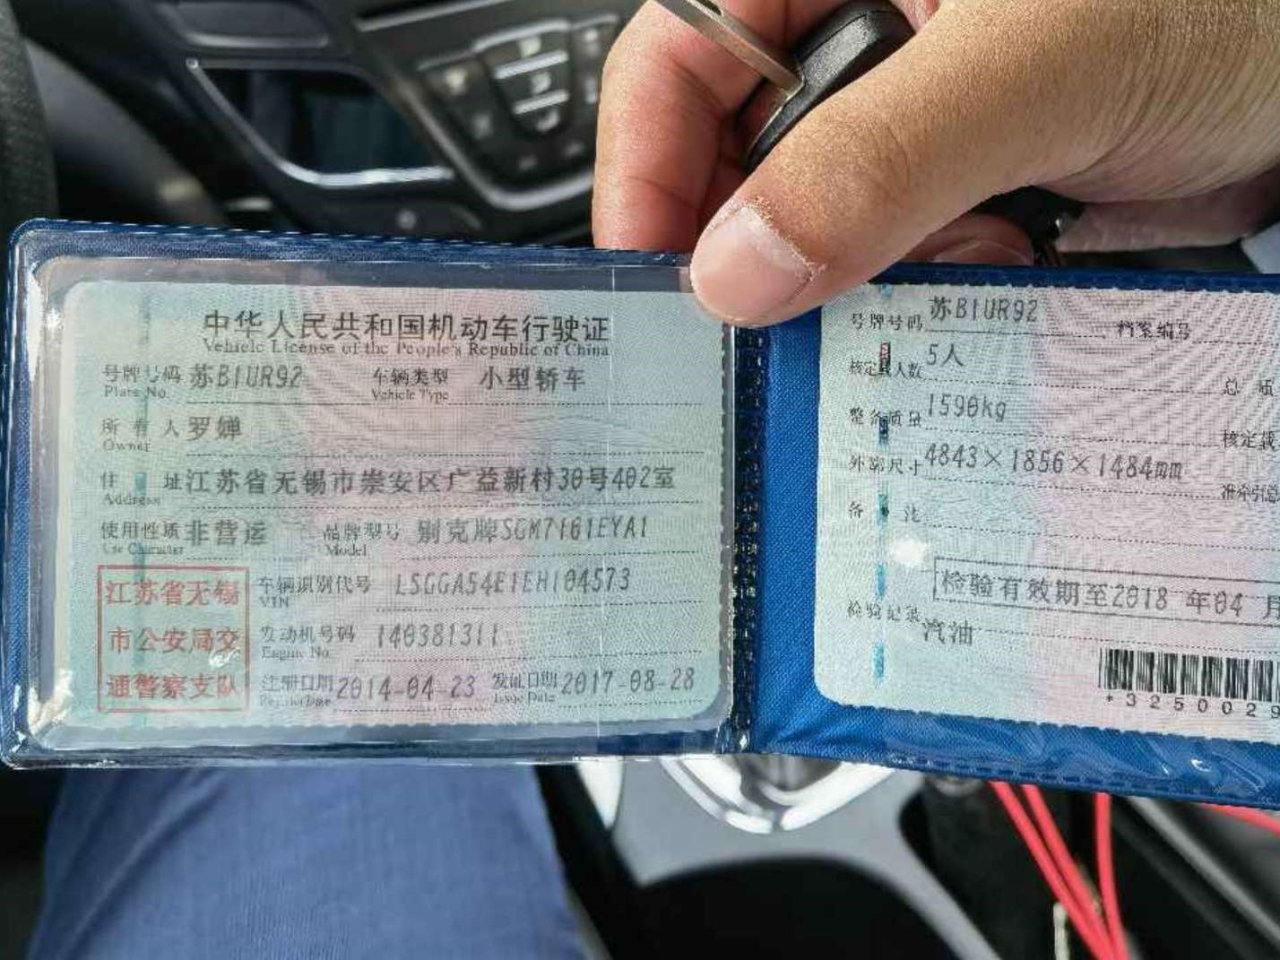 中华人民共和国机动车行驶证
Vehicle License of the People's Republic of China
号牌号码 苏B1UR92 车辆类型 小型轿车
Plate No. Vehicle Type
所有人 罗婵
Owner
住址 江苏省无锡市崇安区广益新村30号402室
Address
使用性质 非营运 品牌型号 别克牌SGM7161EYA1
Use Character Model
江苏省无锡
市公安局交
通警察支队
车辆识别代号 LSGGA54E1EH104573
VIN
发动机号码 140381311
Engine No.
注册日期 2014-04-23 发证日期 2017-08-28
Register Date Issue Date
号牌号码 苏B1UR92 档案编号
核定载人数 5人 总质
整备质量 1590kg 核定载
外廓尺寸 4843×1856×1484mm 准牵引总
备注
检验有效期至2018年04月
检验记录
汽油
*3250029